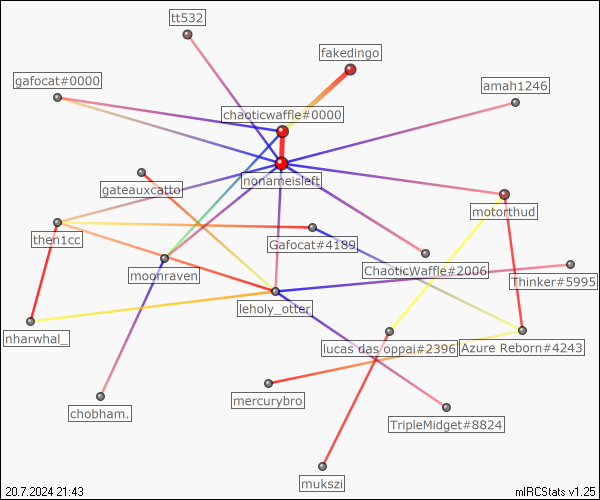 tt532
fakedingo
gafocat#0000
amah1246
chaoticwaffle#0000
nonameisleft
gateauxcatto
motorthud
then1cc
Gafocat#4189
ChaoticWaffle#2006
moonraven
Thinker#5995
leholy_otter
nharwhal_
lucas das oppai#2396
Azure Reborn#4243
mercurybro
chobham.
TripleMidget#8824
mukszi
20.7.2024 21:43
mIRCStats v1.25